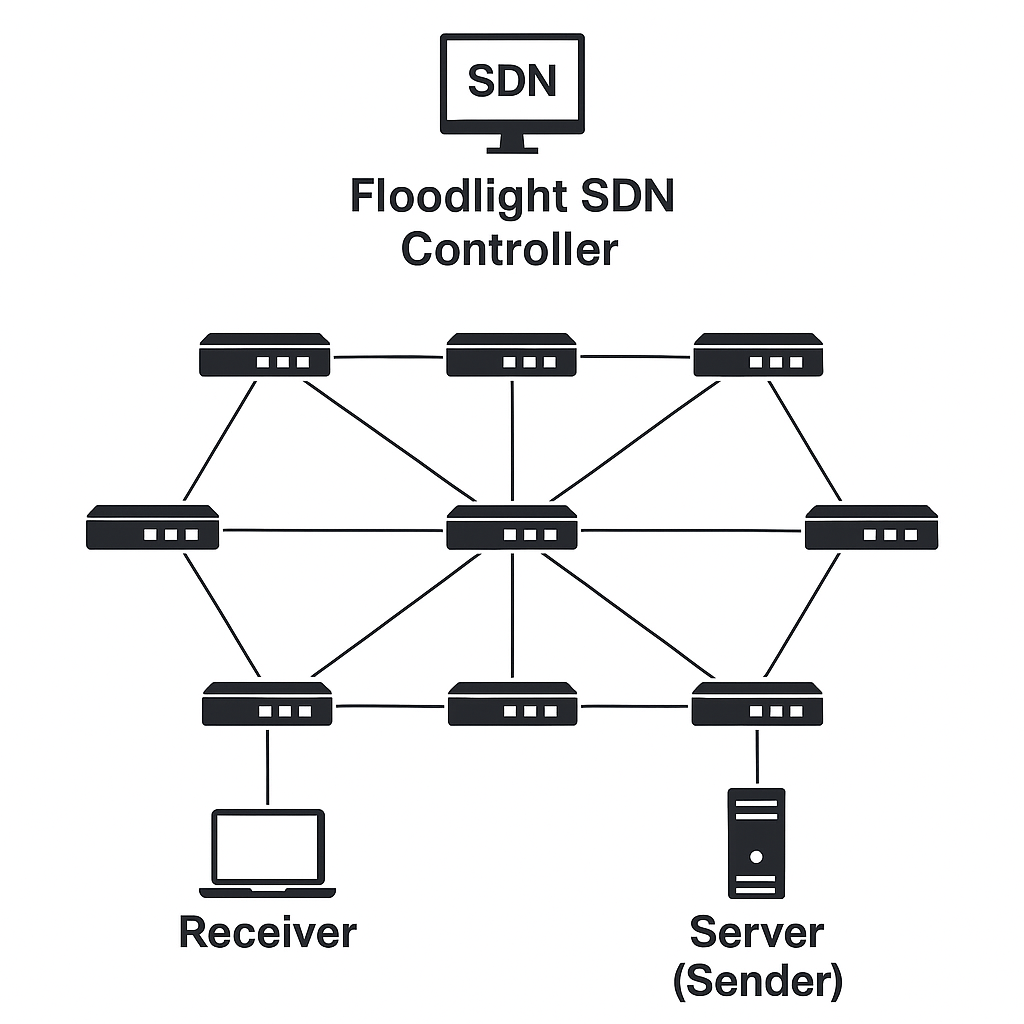 SDN
Floodlight SDN
Controller
Receiver
Server
(Sender)